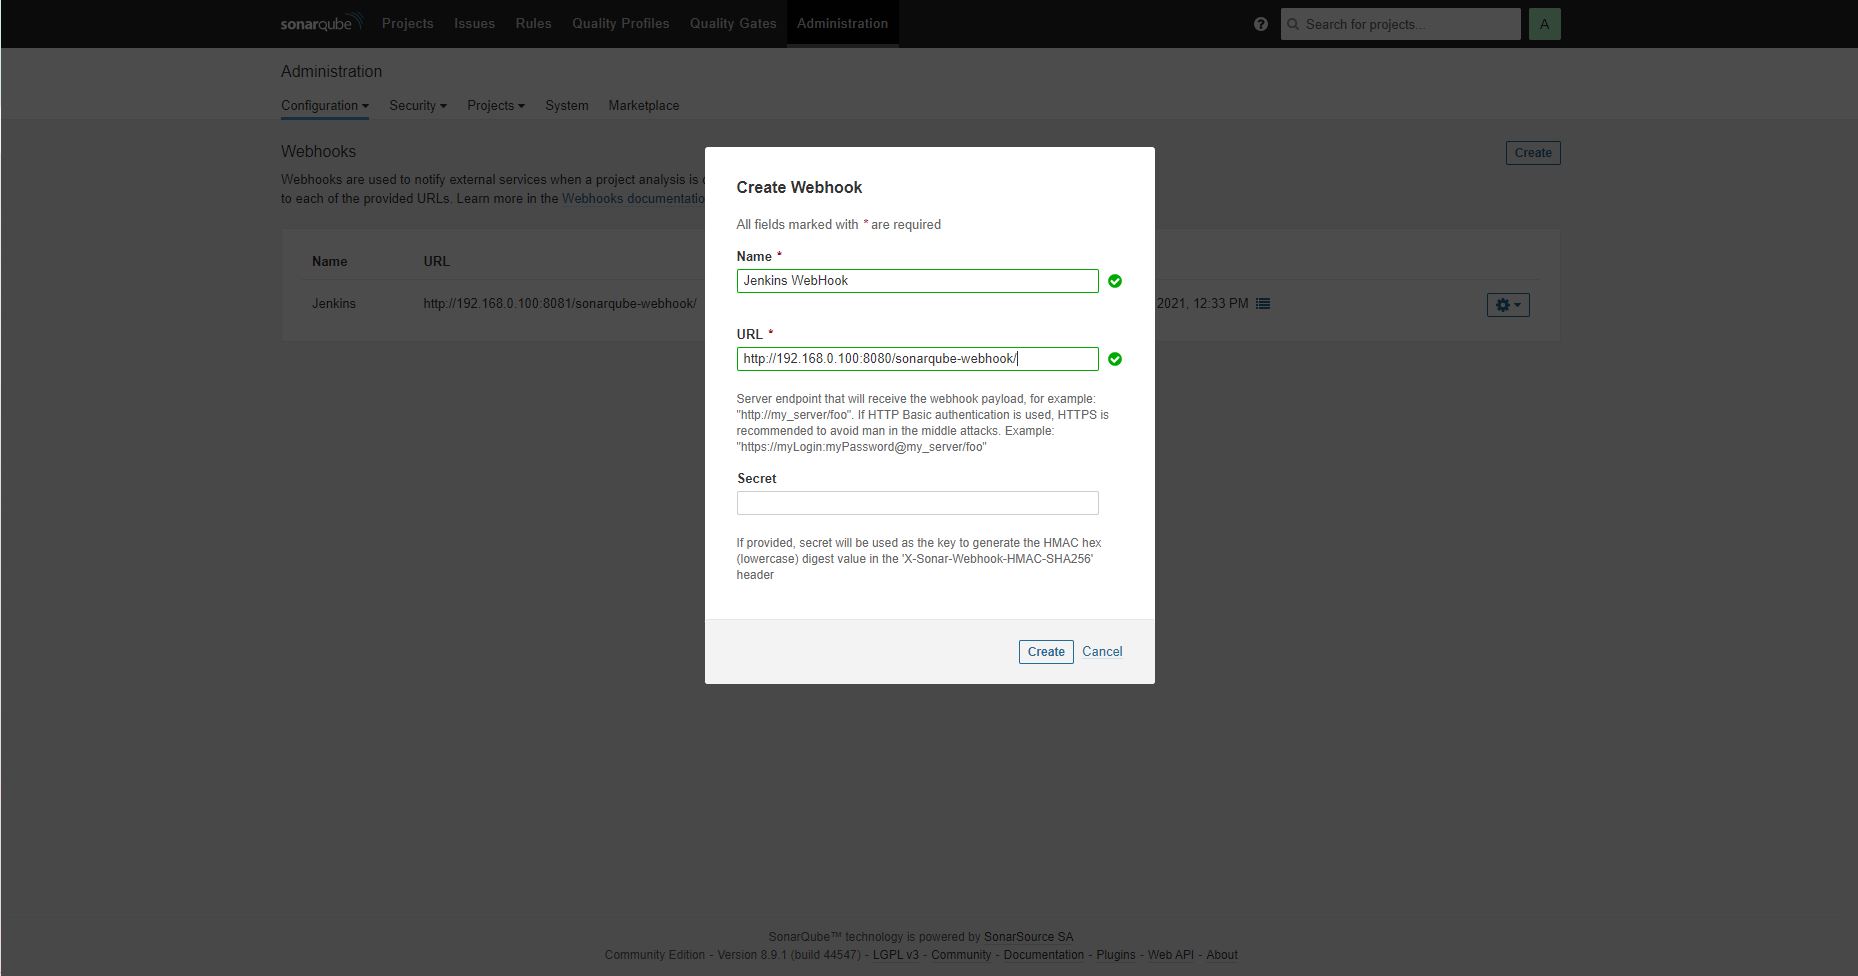 sonarqube Projects Issues Rules Quality Profiles Quality Gates Administration Search for projects... A
Administration
Configuration Security Projects System Marketplace
Webhooks
Create
Webhooks are used to notify external services when a project analysis is
to each of the provided URLs. Learn more in the Webhooks documentatio
Name URL
Jenkins http://192.168.0.100:8081/sonarqube-webhook/ 2021, 12:33 PM
Create Webhook
All fields marked with * are required
Name *
Jenkins WebHook
URL *
http://192.168.0.100:8080/sonarqube-webhook/
Server endpoint that will receive the webhook payload, for example:
"http://my_server/foo". If HTTP Basic authentication is used, HTTPS is
recommended to avoid man in the middle attacks. Example:
"https://myLogin:myPassword@my_server/foo"
Secret
If provided, secret will be used as the key to generate the HMAC hex
(lowercase) digest value in the 'X-Sonar-Webhook-HMAC-SHA256'
header
Create Cancel
SonarQube™ technology is powered by SonarSource SA
Community Edition - Version 8.9.1 (build 44547) - LGPL v3 - Community - Documentation - Plugins - Web API - About